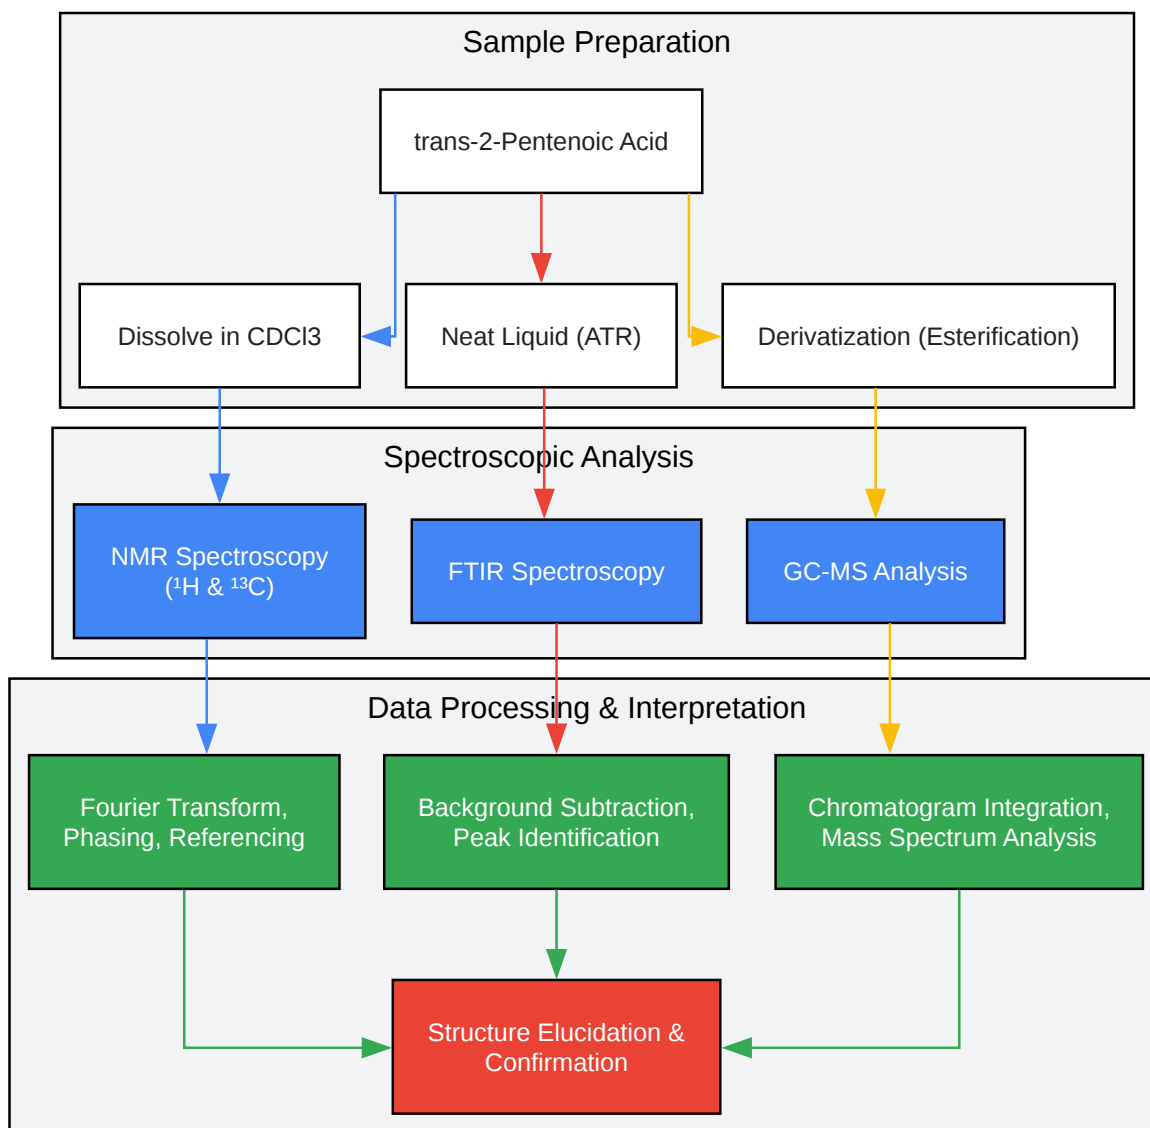 Sample Preparation
trans-2-Pentenoic Acid
Dissolve in CDCl3
Neat Liquid (ATR)
Derivatization (Esterification)
Spectroscopic Analysis
NMR Spectroscopy
(¹H & ¹³C)
FTIR Spectroscopy
GC-MS Analysis
Data Processing & Interpretation
Fourier Transform,
Phasing, Referencing
Background Subtraction,
Peak Identification
Chromatogram Integration,
Mass Spectrum Analysis
Structure Elucidation &
Confirmation